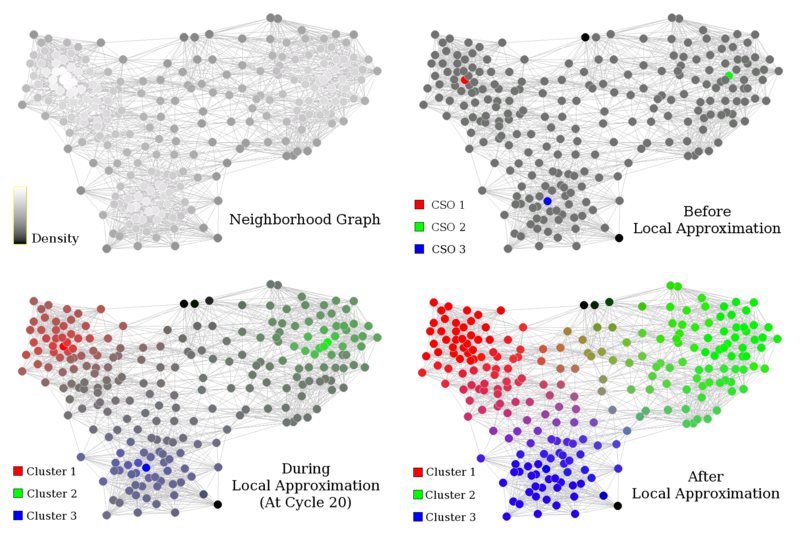 Density
Neighborhood Graph
CSO 1
CSO 2
CSO 3
Before
Local Approximation
Cluster 1
Cluster 2
Cluster 3
During
Local Approximation
(At Cycle 20)
Cluster 1
Cluster 2
Cluster 3
After
Local Approximation